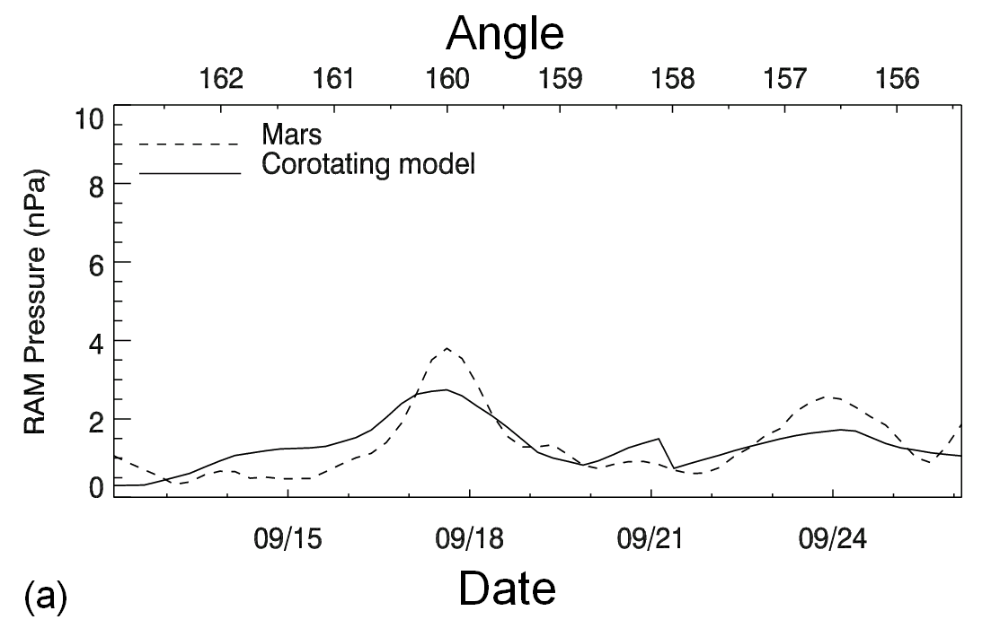 Angle
162 161 160 159 158 157 156
10
Mars
Corotating model
8
6
4
2
0
RAM Pressure (nPa)
09/15 09/18 09/21 09/24
Date
(a)